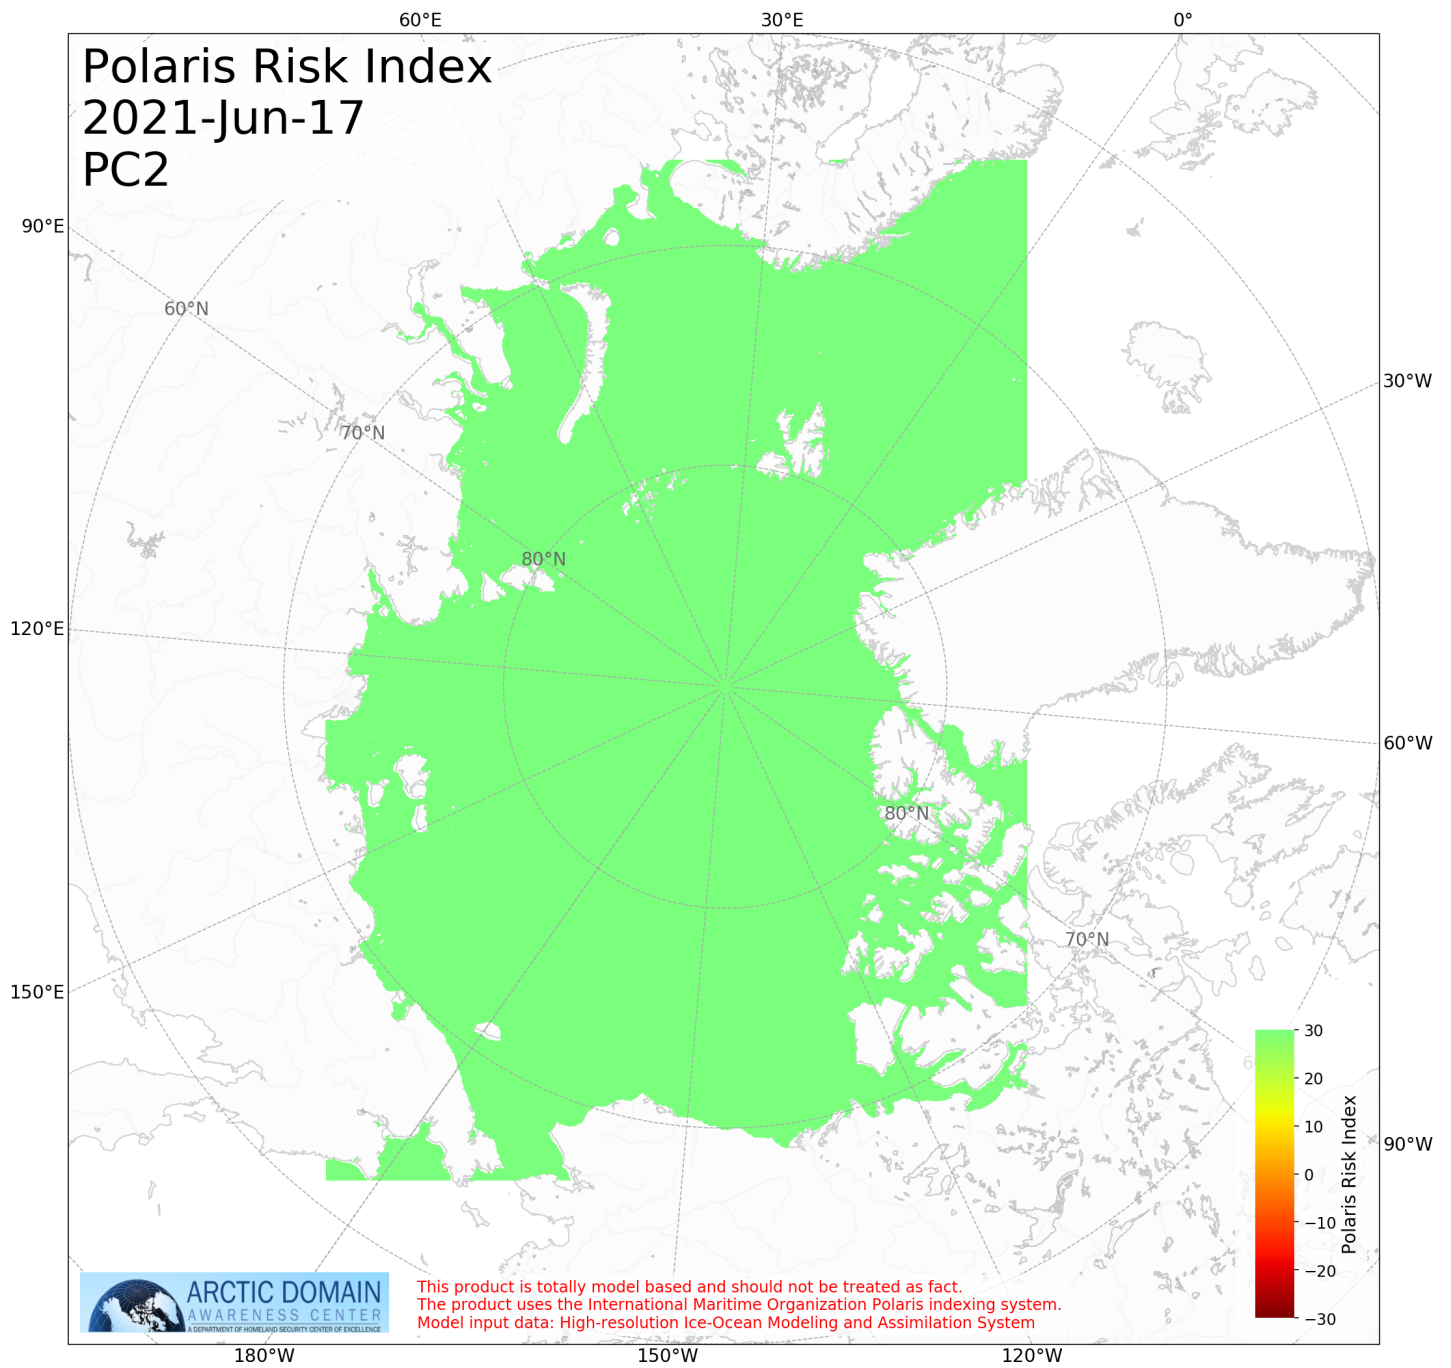 60°E 30°E 0°
Polaris Risk Index
2021-Jun-17
PC2
90°E
60°N
30°W
70°N
80°N
120°E
60°W
80°N
70°N
150°E
30
20
10
0
−10
−20
−30
Polaris Risk Index
90°W
ARCTIC DOMAIN
AWARENESS CENTER
A DEPARTMENT OF HOMELAND SECURITY CENTER OF EXCELLENCE
This product is totally model based and should not be treated as fact.
The product uses the International Maritime Organization Polaris indexing system.
Model input data: High-resolution Ice-Ocean Modeling and Assimilation System
180°W 150°W 120°W